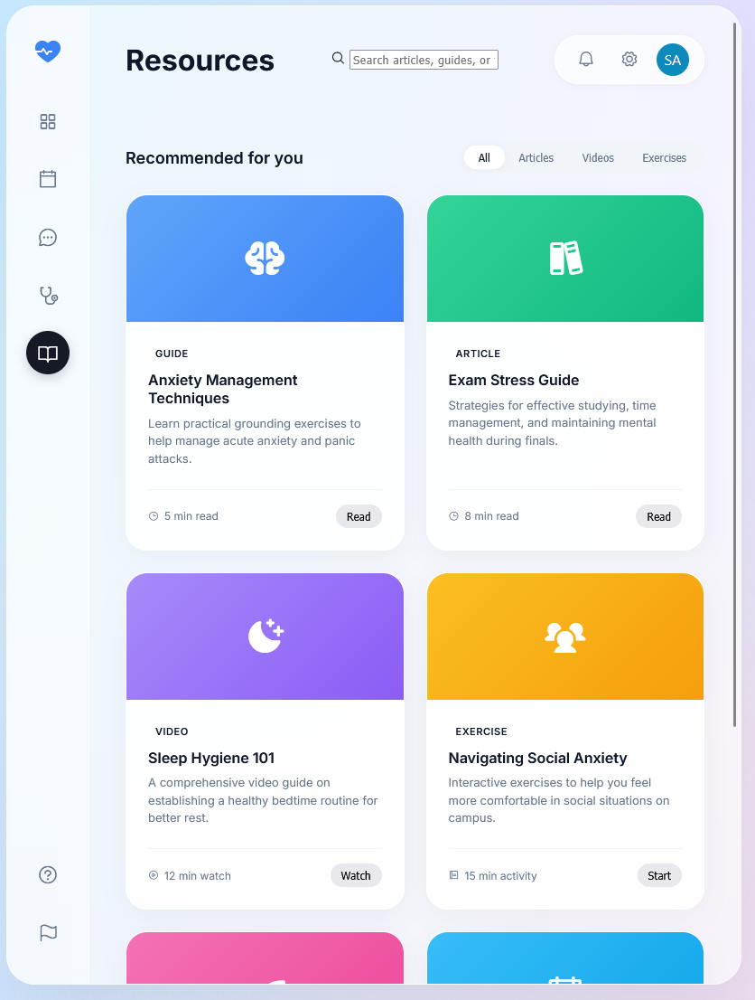 Resources
Search articles, guides, or
SA
Recommended for you
All
Articles
Videos
Exercises
GUIDE
Anxiety Management
Techniques
Learn practical grounding exercises to
help manage acute anxiety and panic
attacks.
5 min read
Read
ARTICLE
Exam Stress Guide
Strategies for effective studying, time
management, and maintaining mental
health during finals.
8 min read
Read
VIDEO
Sleep Hygiene 101
A comprehensive video guide on
establishing a healthy bedtime routine for
better rest.
12 min watch
Watch
EXERCISE
Navigating Social Anxiety
Interactive exercises to help you feel
more comfortable in social situations on
campus.
15 min activity
Start